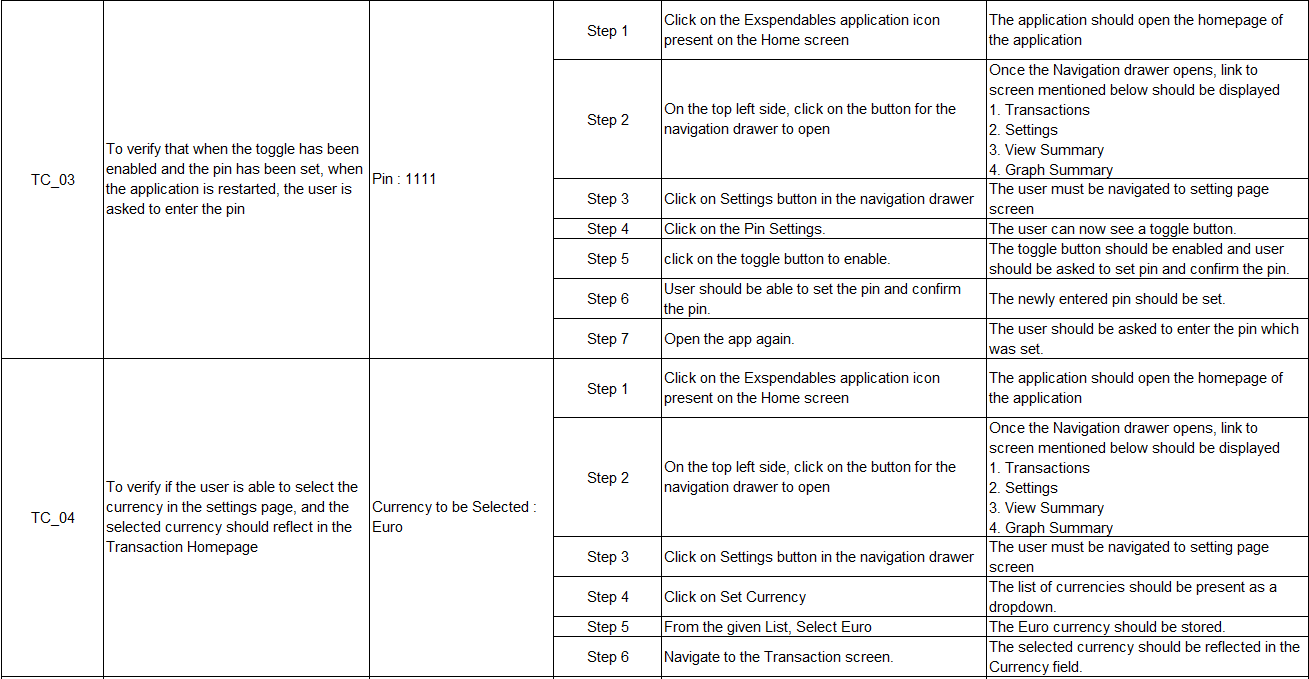 TC_03
To verify that when the toggle has been
enabled and the pin has been set, when
the application is restarted, the user is
asked to enter the pin
Pin : 1111
Step 1
Click on the Exspendables application icon
present on the Home screen
The application should open the homepage of
the application
Step 2
On the top left side, click on the button for the
navigation drawer to open
Once the Navigation drawer opens, link to
screen mentioned below should be displayed
1. Transactions
2. Settings
3. View Summary
4. Graph Summary
Step 3
Click on Settings button in the navigation drawer
The user must be navigated to setting page
screen
Step 4
Click on the Pin Settings.
The user can now see a toggle button.
Step 5
click on the toggle button to enable.
The toggle button should be enabled and user
should be asked to set pin and confirm the pin.
Step 6
User should be able to set the pin and confirm
the pin.
The newly entered pin should be set.
Step 7
Open the app again.
The user should be asked to enter the pin which
was set.
TC_04
To verify if the user is able to select the
currency in the settings page, and the
selected currency should reflect in the
Transaction Homepage
Currency to be Selected :
Euro
Step 1
Click on the Exspendables application icon
present on the Home screen
The application should open the homepage of
the application
Step 2
On the top left side, click on the button for the
navigation drawer to open
Once the Navigation drawer opens, link to
screen mentioned below should be displayed
1. Transactions
2. Settings
3. View Summary
4. Graph Summary
Step 3
Click on Settings button in the navigation drawer
The user must be navigated to setting page
screen
Step 4
Click on Set Currency
The list of currencies should be present as a
dropdown.
Step 5
From the given List, Select Euro
The Euro currency should be stored.
Step 6
Navigate to the Transaction screen.
The selected currency should be reflected in the
Currency field.